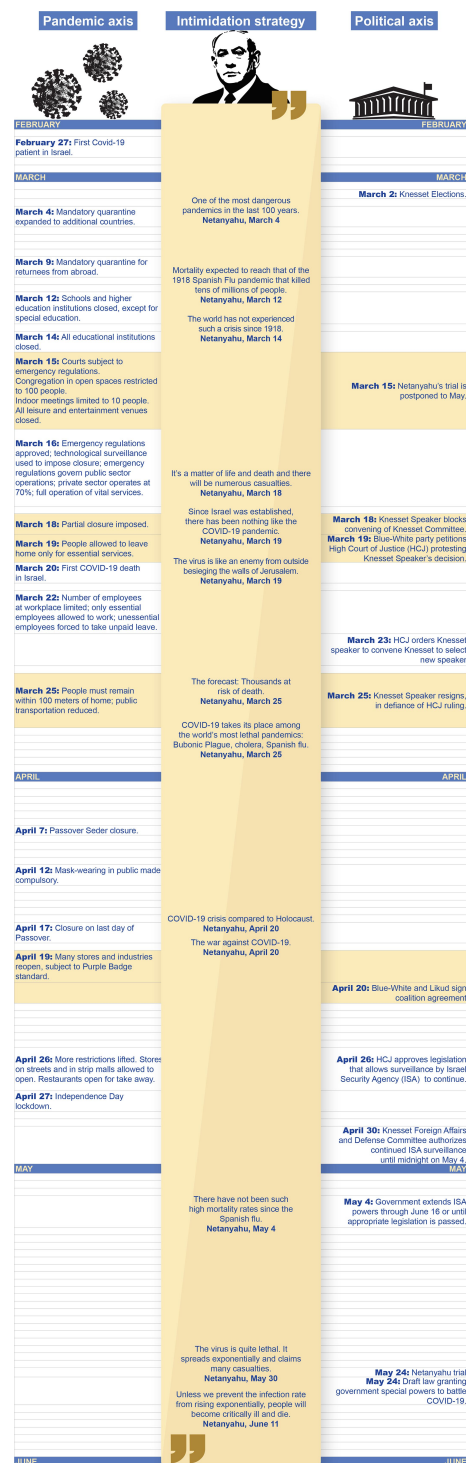 Pandemic axis
Intimidation strategy
Political axis
FEBRUARY
FEBRUARY
February 27: First Covid-19
patient in Israel.
MARCH
MARCH
March 2: Knesset Elections.
One of the most dangerous
pandemics in the last 100 years.
Netanyahu, March 4
March 4: Mandatory quarantine
expanded to additional countries.
March 9: Mandatory quarantine for
returnees from abroad.
Mortality expected to reach that of the
1918 Spanish Flu pandemic that killed
tens of millions of people.
Netanyahu, March 12
March 12: Schools and higher
education institutions closed, except for
special education.
The world has not experienced
such a crisis since 1918.
Netanyahu, March 14
March 14: All educational institutions
closed.
March 15: Courts subject to
emergency regulations.
Congregation in open spaces restricted
to 100 people.
Indoor meetings limited to 10 people.
All leisure and entertainment venues
closed.
March 15: Netanyahu's trial is
postponed to May.
March 16: Emergency regulations
approved; technological surveillance
used to impose closure; emergency
regulations govern public sector
operations; private sector operates at
70%; full operation of vital services.
It's a matter of life and death and there
will be numerous casualties.
Netanyahu, March 18
Since Israel was established,
there has been nothing like the
COVID-19 pandemic.
Netanyahu, March 19
March 18: Partial closure imposed.
March 19: People allowed to leave
home only for essential services.
March 18: Knesset Speaker blocks
convening of Knesset Committee.
March 19: Blue-White party petitions
High Court of Justice (HCJ) protesting
Knesset Speaker's decision.
The virus is like an enemy from outside
besieging the walls of Jerusalem.
Netanyahu, March 19
March 20: First COVID-19 death
in Israel.
March 22: Number of employees
at workplace limited; only essential
employees allowed to work; unessential
employees forced to take unpaid leave.
March 23: HCJ orders Knesset
speaker to convene Knesset to select
new speaker
The forecast: Thousands at
risk of death.
Netanyahu, March 25
March 25: People must remain
within 100 meters of home; public
transportation reduced.
March 25: Knesset Speaker resigns,
in defiance of HCJ ruling.
COVID-19 takes its place among
the world's most lethal pandemics:
Bubonic Plague, cholera, Spanish flu.
Netanyahu, March 25
APRIL
APRIL
April 7: Passover Seder closure.
April 12: Mask-wearing in public made
compulsory.
COVID-19 crisis compared to Holocaust.
Netanyahu, April 20
April 17: Closure on last day of
Passover.
The war against COVID-19.
Netanyahu, April 20
April 19: Many stores and industries
reopen, subject to Purple Badge
standard.
April 20: Blue-White and Likud sign
coalition agreement
April 26: More restrictions lifted. Stores
on streets and in strip malls allowed to
open. Restaurants open for take away.
April 26: HCJ approves legislation
that allows surveillance by Israel
Security Agency (ISA) to continue.
April 27: Independence Day
lockdown.
April 30: Knesset Foreign Affairs
and Defense Committee authorizes
continued ISA surveillance
until midnight on May 4.
MAY
MAY
There have not been such
high mortality rates since the
Spanish flu.
Netanyahu, May 4
May 4: Government extends ISA
powers through June 16 or until
appropriate legislation is passed.
The virus is quite lethal. It
spreads exponentially and claims
many casualties.
Netanyahu, May 30
May 24: Netanyahu trial
May 24: Draft law granting
government special powers to battle
COVID-19.
Unless we prevent the infection rate
from rising exponentially, people will
become critically ill and die.
Netanyahu, June 11
JUNE
JUNE